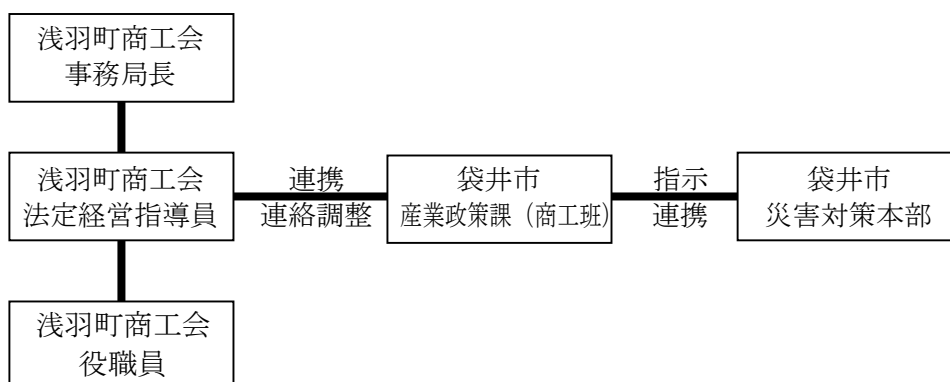 浅羽町商工会
事務局長
浅羽町商工会
法定経営指導員
連携
連絡調整
袋井市
産業政策課（商工班）
指示
連携
袋井市
災害対策本部
浅羽町商工会
役職員